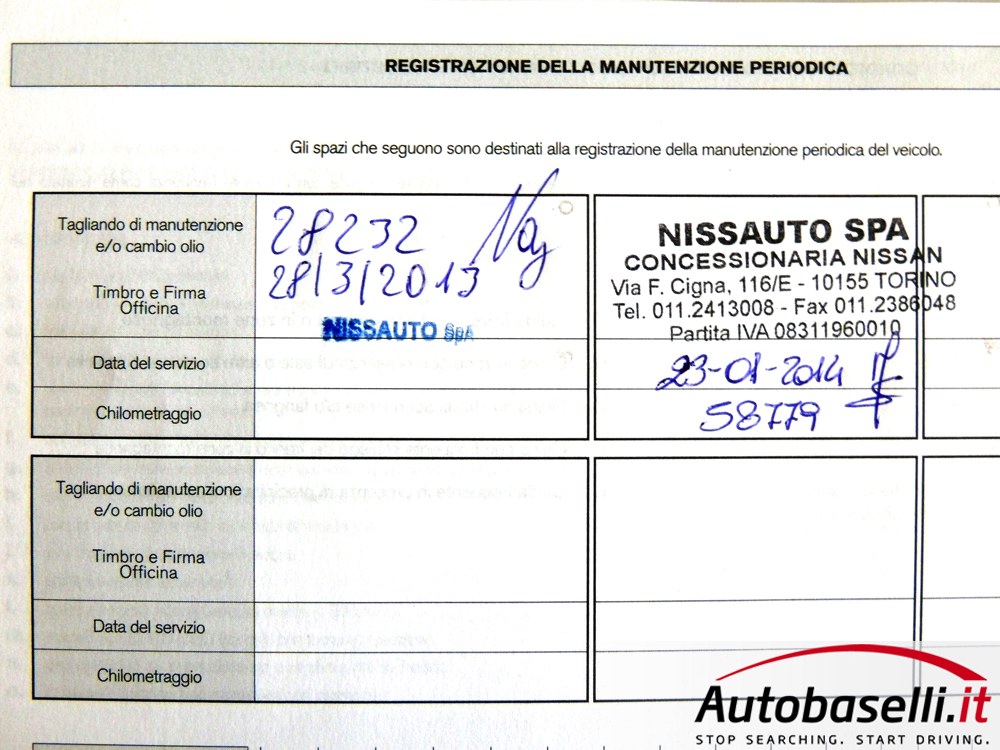 REGISTRAZIONE DELLA MANUTENZIONE PERIODICA
Gli spazi che seguono sono destinati alla registrazione della manutenzione periodica del veicolo.
Tagliando di manutenzione
e/o cambio olio
Timbro e Firma
Officina
Data del servizio
Chilometraggio
28232
28/3/2013
NISSAUTO SpA
NISSAUTO SPA
CONCESSIONARIA NISSAN
Via F. Cigna, 116/E - 10155 TORINO
Tel. 011.2413008 - Fax 011.2386048
Partita IVA 08311960010
23-01-2014
58779
Tagliando di manutenzione
e/o cambio olio
Timbro e Firma
Officina
Data del servizio
Chilometraggio
Autobaselli.it
STOP SEARCHING. START DRIVING.